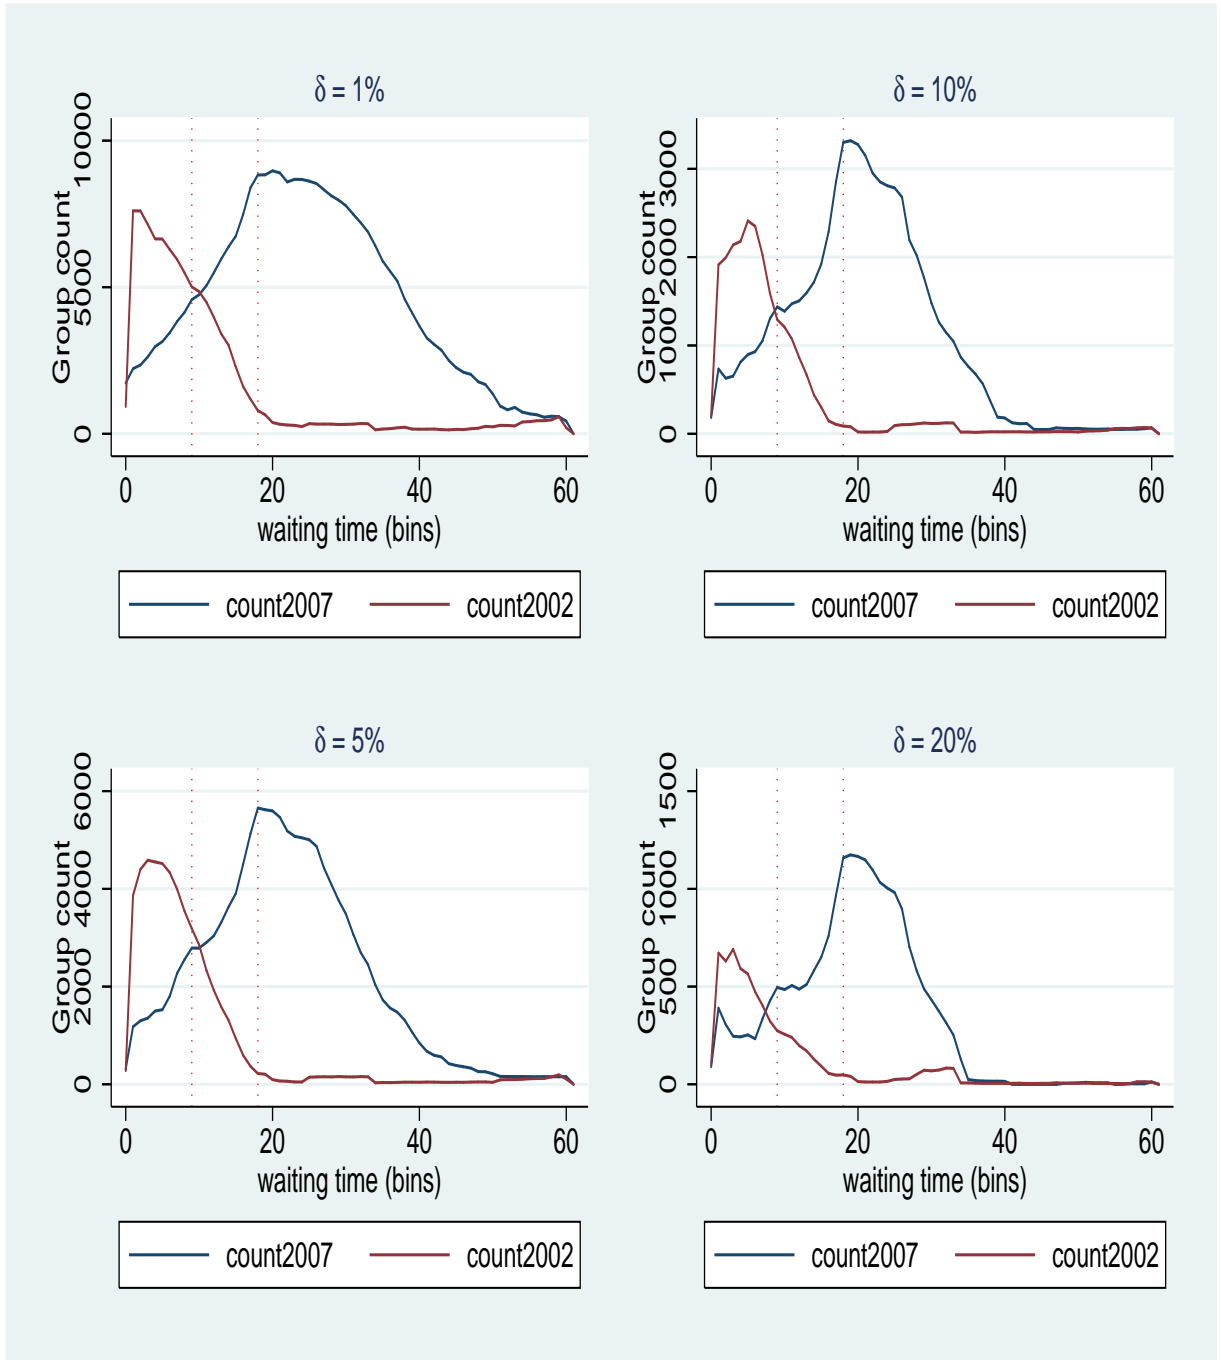 δ = 1%
Group count
10000
5000
0
0 20 40 60
waiting time (bins)
count2007 count2002
δ = 10%
Group count
3000
2000
1000
0
0 20 40 60
waiting time (bins)
count2007 count2002
δ = 5%
Group count
6000
4000
2000
0
0 20 40 60
waiting time (bins)
count2007 count2002
δ = 20%
Group count
1500
1000
500
0
0 20 40 60
waiting time (bins)
count2007 count2002